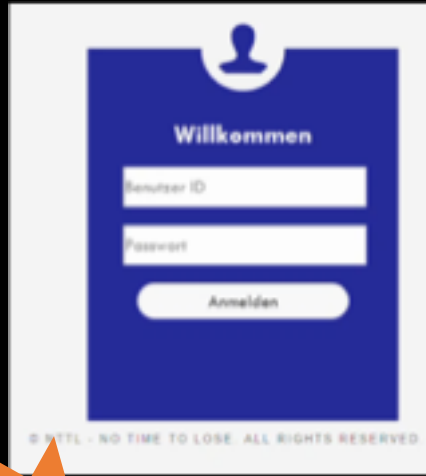 Willkommen
Benutzer ID
Passwort
Anmelden
© NTTL - NO TIME TO LOSE. ALL RIGHTS RESERVED.